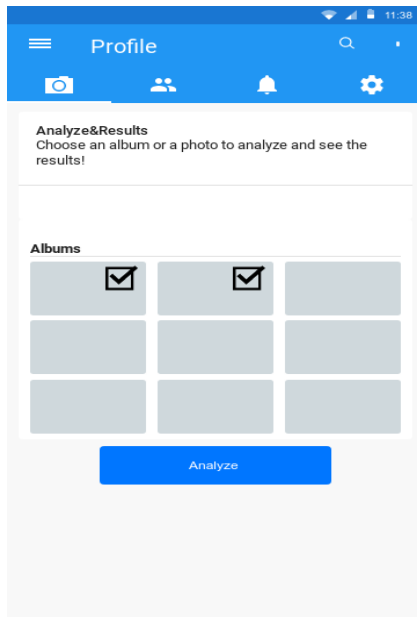 11:38
Profile
Analyze&Results
Choose an album or a photo to analyze and see the
results!
Albums
Analyze